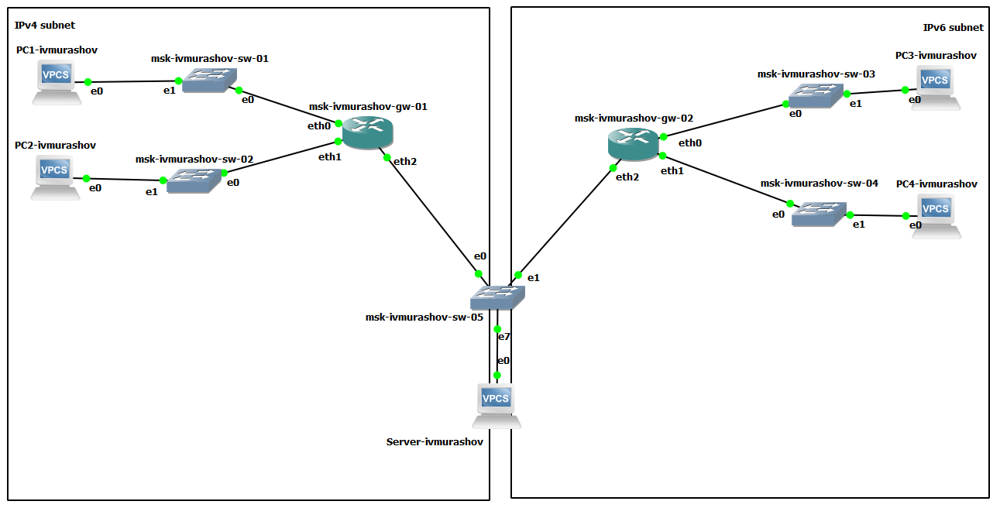 IPv4 subnet
PC1-ivmurashov
VPCS
e0
msk-ivmurashov-sw-01
e1
e0
msk-ivmurashov-gw-01
eth0
eth1
eth2
PC2-ivmurashov
VPCS
e0
msk-ivmurashov-sw-02
e1
e0
IPv6 subnet
PC3-ivmurashov
VPCS
e0
msk-ivmurashov-sw-03
e0
e1
msk-ivmurashov-gw-02
eth0
eth1
eth2
msk-ivmurashov-sw-04
e0
e1
PC4-ivmurashov
VPCS
e0
e0
e1
msk-ivmurashov-sw-05
e7
e0
VPCS
Server-ivmurashov